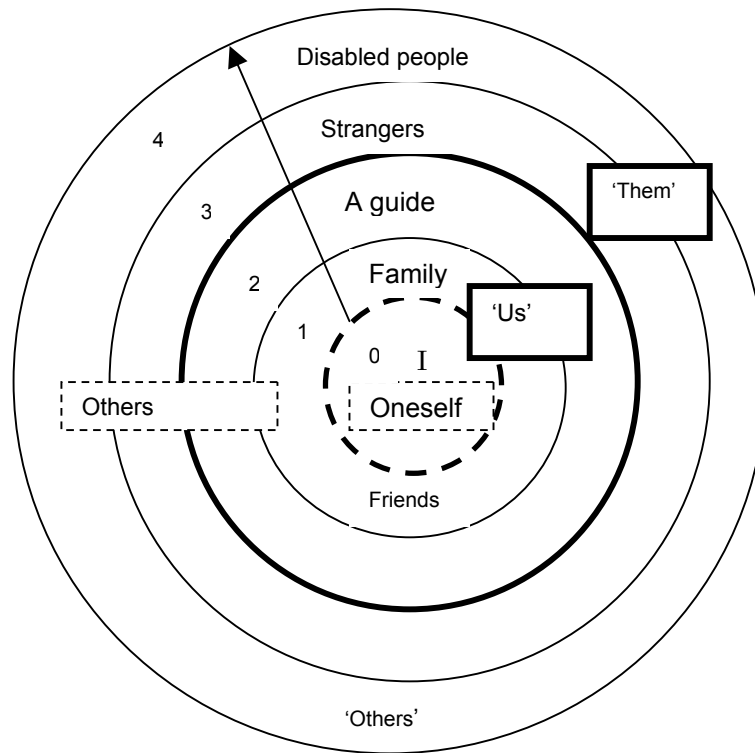 Disabled people
4
Strangers
3
'Them'
A guide
2
Family
1
'Us'
0
I
Others
Oneself
Friends
'Others'